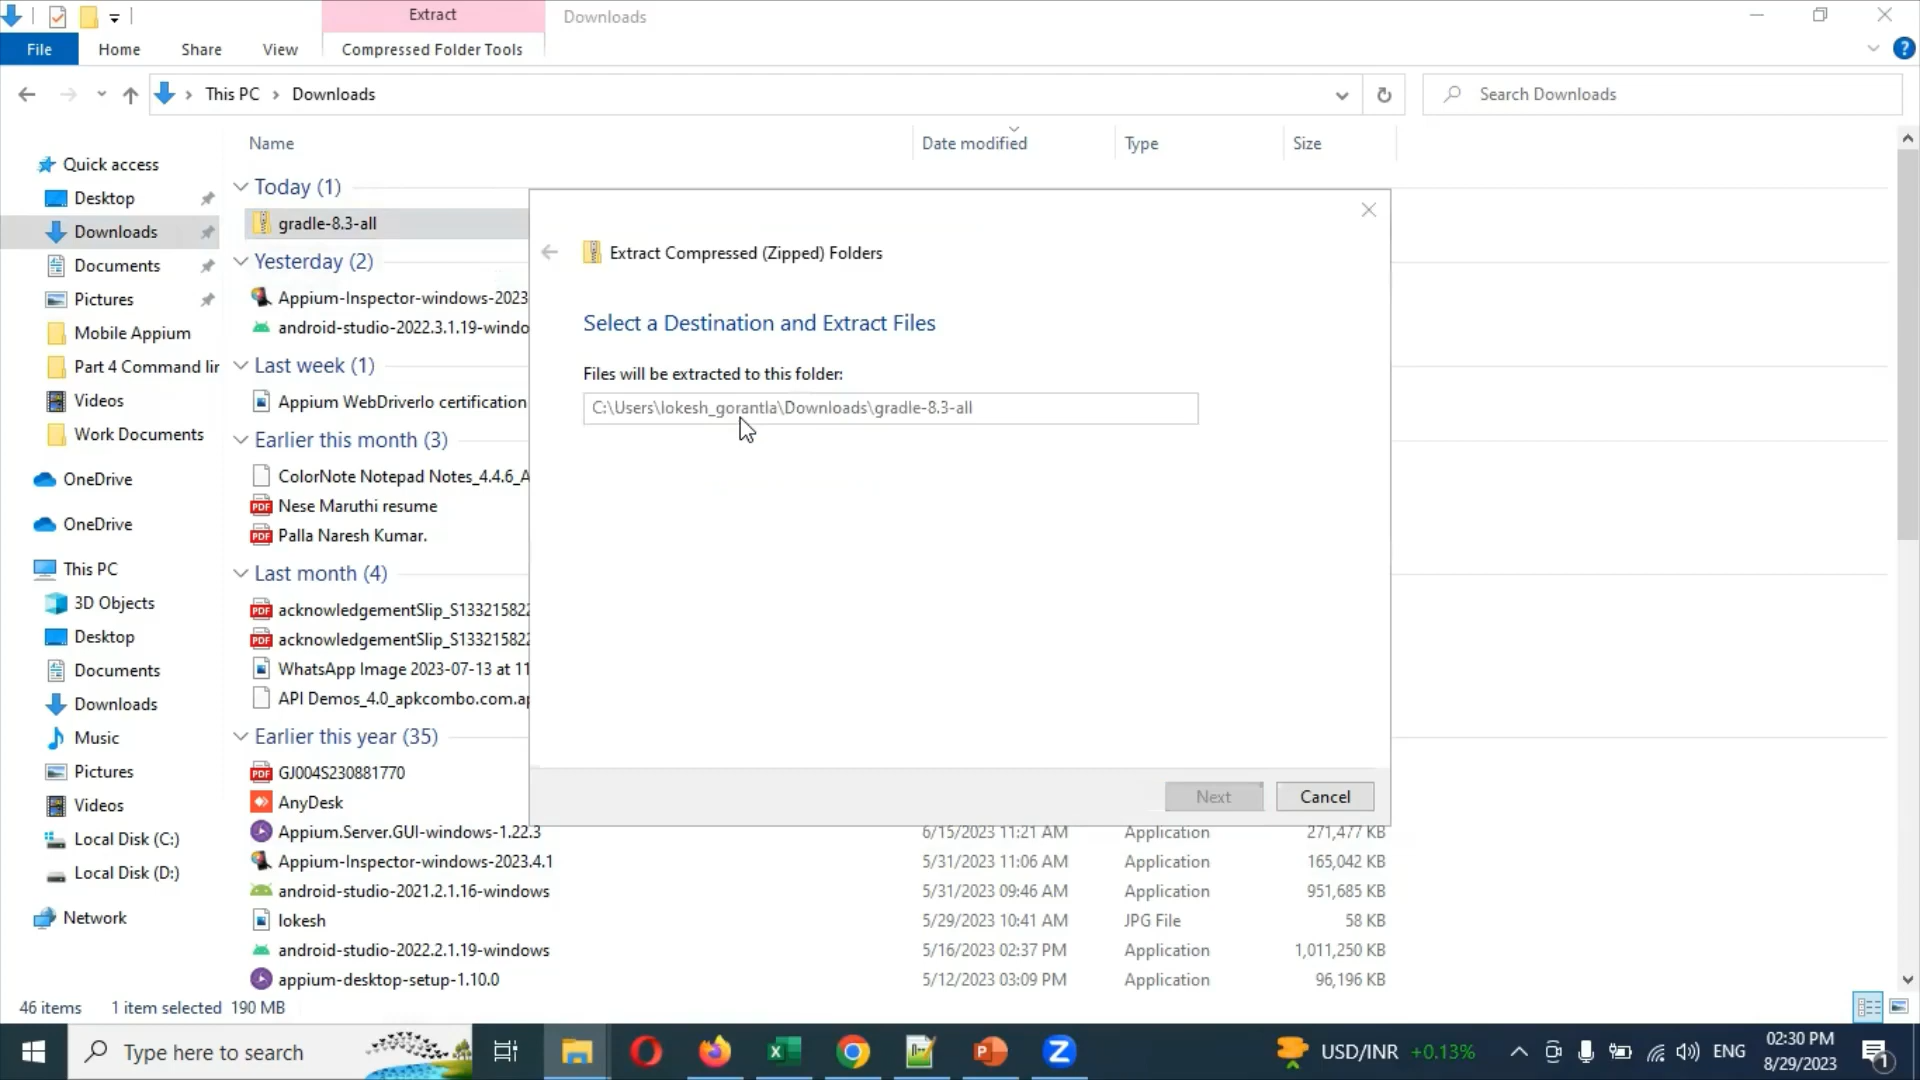 Extract
Downloads
File
Home
Share
View
Compressed Folder Tools
This PC
Downloads
Search Downloads
Name
Date modified
Type
Size
Quick access
Desktop
Downloads
Documents
Pictures
Mobile Appium
Part 4 Command lir
Videos
Work Documents
OneDrive
OneDrive
This PC
3D Objects
Desktop
Documents
Downloads
Music
Pictures
Videos
Local Disk (C:)
Local Disk (D:)
Network
Today (1)
gradle-8.3-all
Yesterday (2)
Appium-Inspector-windows-2023
android-studio-2022.3.1.19-windo
Last week (1)
Appium WebDriverIo certification
Earlier this month (3)
ColorNote Notepad Notes_4.4.6_A
Nese Maruthi resume
Palla Naresh Kumar.
Last month (4)
acknowledgementSlip_S133215822
acknowledgementSlip_S133215822
WhatsApp Image 2023-07-13 at 11
API Demos_4.0_apkcombo.com.ap
Earlier this year (35)
GJ004S230881770
AnyDesk
Appium.Server.GUI-windows-1.22.3 6/15/2023 11:21 AM Application 271,477 KB
Appium-Inspector-windows-2023.4.1 5/31/2023 11:06 AM Application 165,042 KB
android-studio-2021.2.1.16-windows 5/31/2023 09:46 AM Application 951,685 KB
lokesh 5/29/2023 10:41 AM JPG File 58 KB
android-studio-2022.2.1.19-windows 5/16/2023 02:37 PM Application 1,011,250 KB
appium-desktop-setup-1.10.0 5/12/2023 03:09 PM Application 96,196 KB
Extract Compressed (Zipped) Folders
Select a Destination and Extract Files
Files will be extracted to this folder:
C:\Users\lokesh_gorantla\Downloads\gradle-8.3-all
Next
Cancel
46 items 1 item selected 190 MB
Type here to search
USD/INR +0.13%
ENG
02:30 PM
8/29/2023
1